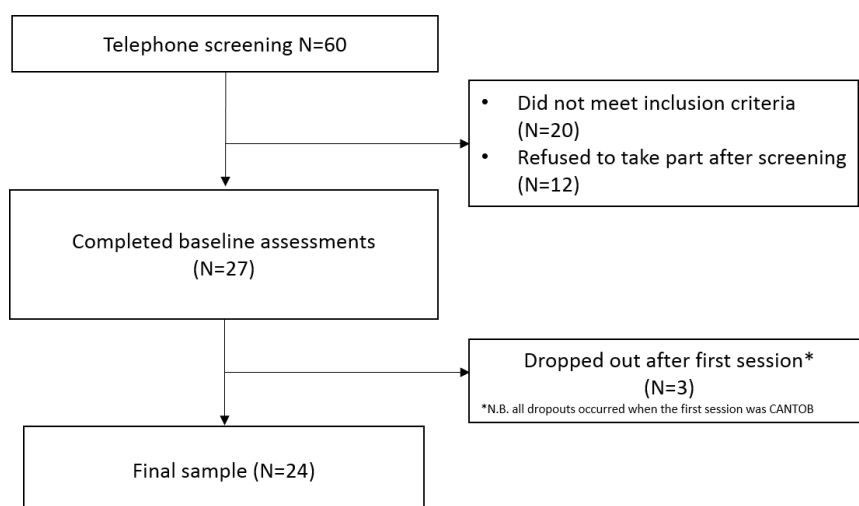 Telephone screening N=60
• Did not meet inclusion criteria
(N=20)
• Refused to take part after screening
(N=12)
Completed baseline assessments
(N=27)
Dropped out after first session*
(N=3)
*N.B. all dropouts occurred when the first session was CANTOB
Final sample (N=24)